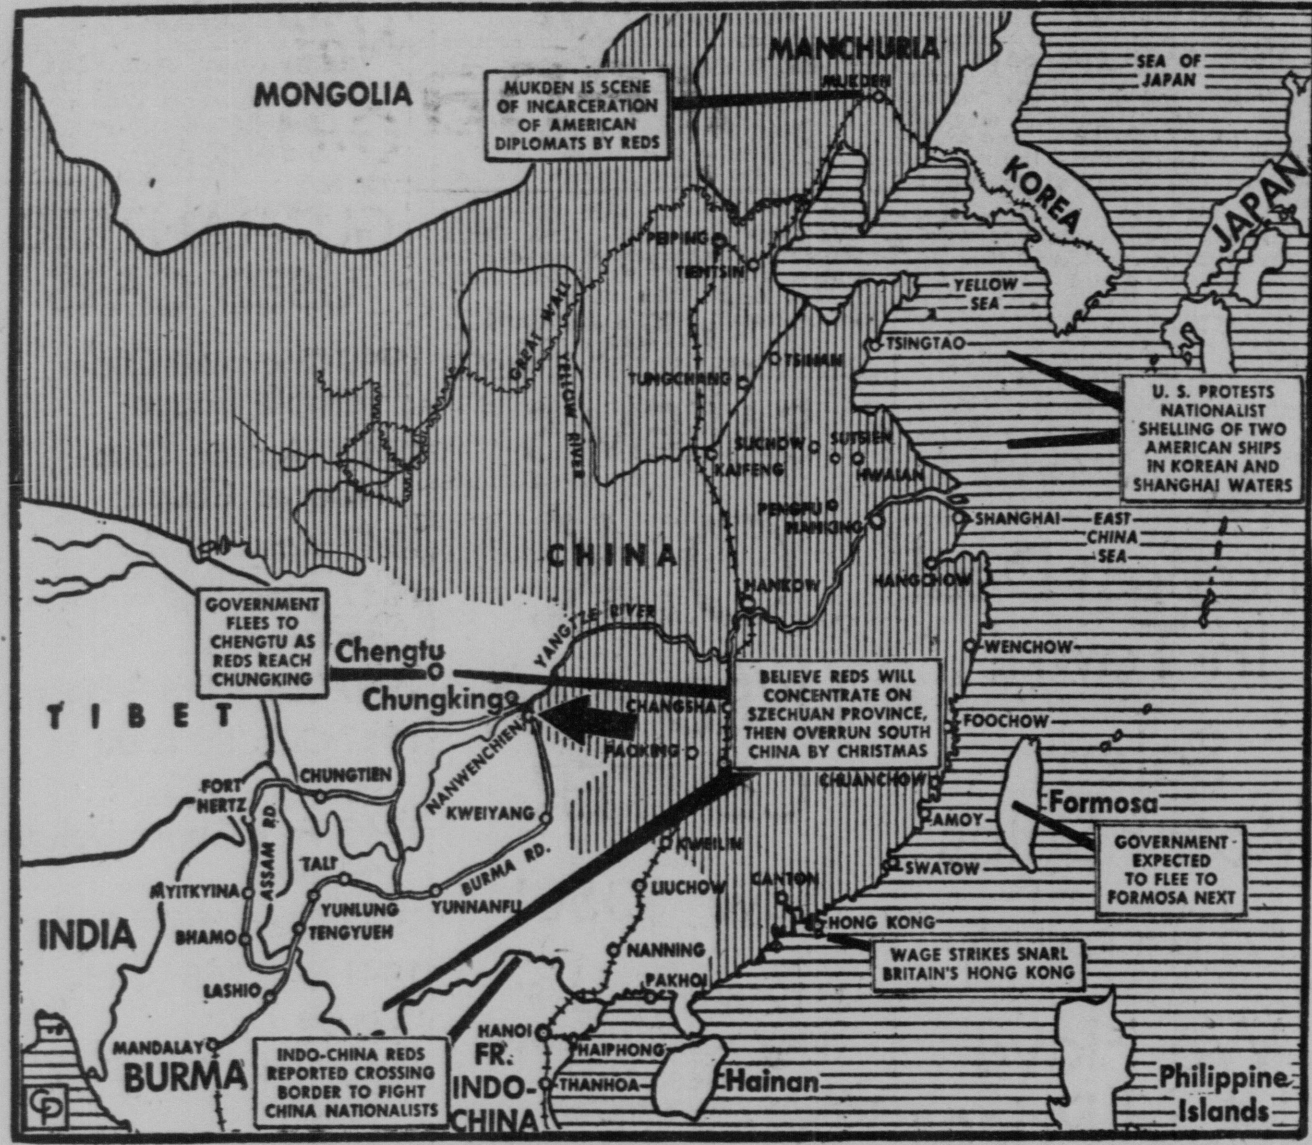 MONGOLIA
MANCHURIA
MUKDEN
MUKDEN IS SCENE
OF INCARCERATION
OF AMERICAN
DIPLOMATS BY REDS
SEA OF
JAPAN
KOREA
JAPAN
PEIPING
TIENTSIN
YELLOW
SEA
GREAT WALL
YELLOW RIVER
TSINGTAO
TSINAN
TUNGCHANG
U. S. PROTESTS
NATIONALIST
SHELLING OF TWO
AMERICAN SHIPS
IN KOREAN AND
SHANGHAI WATERS
SUCHOW
SUTSIEN
KAIFENG
HWAIAN
PENGPU
NANKING
SHANGHAI
EAST
CHINA
SEA
CHINA
HANKOW
HANGCHOW
GOVERNMENT
FLEES TO
CHENGTU AS
REDS REACH
CHUNGKING
YANGTZE RIVER
WENCHOW
Chengtu
Chungking
BELIEVE REDS WILL
CONCENTRATE ON
SZECHUAN PROVINCE,
THEN OVERRUN SOUTH
CHINA BY CHRISTMAS
TIBET
CHANGSHA
FOOCHOW
NANWENCHIEN
PAOKING
CHUNGTIEN
FORT
HERTZ
CHUANCHOW
Formosa
KWEIYANG
AMOY
ASSAM RD
KWEILIN
GOVERNMENT
EXPECTED
TO FLEE TO
FORMOSA NEXT
TALI
BURMA RD.
SWATOW
MYITKYINA
LIUCHOW
CANTON
YUNLUNG
YUNNANFU
INDIA
BHAMO
TENGYUEH
HONG KONG
NANNING
WAGE STRIKES SNARL
BRITAIN'S HONG KONG
LASHIO
PAKHOI
MANDALAY
HANOI
HAIPHONG
BURMA
INDO-CHINA REDS
REPORTED CROSSING
BORDER TO FIGHT
CHINA NATIONALISTS
FR.
INDO-
CHINA
THANHOA
Hainan
Philippine
Islands
CP